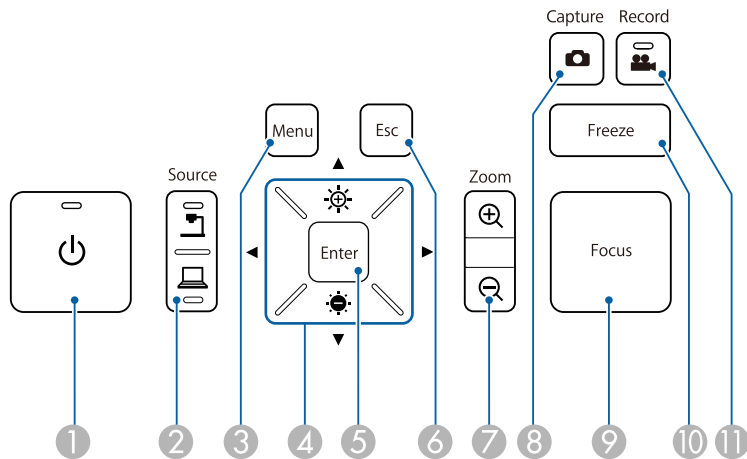 Capture Record
Menu Esc Freeze
Source Zoom
Enter Focus
1 2 3 4 5 6 7 8 9 10 11